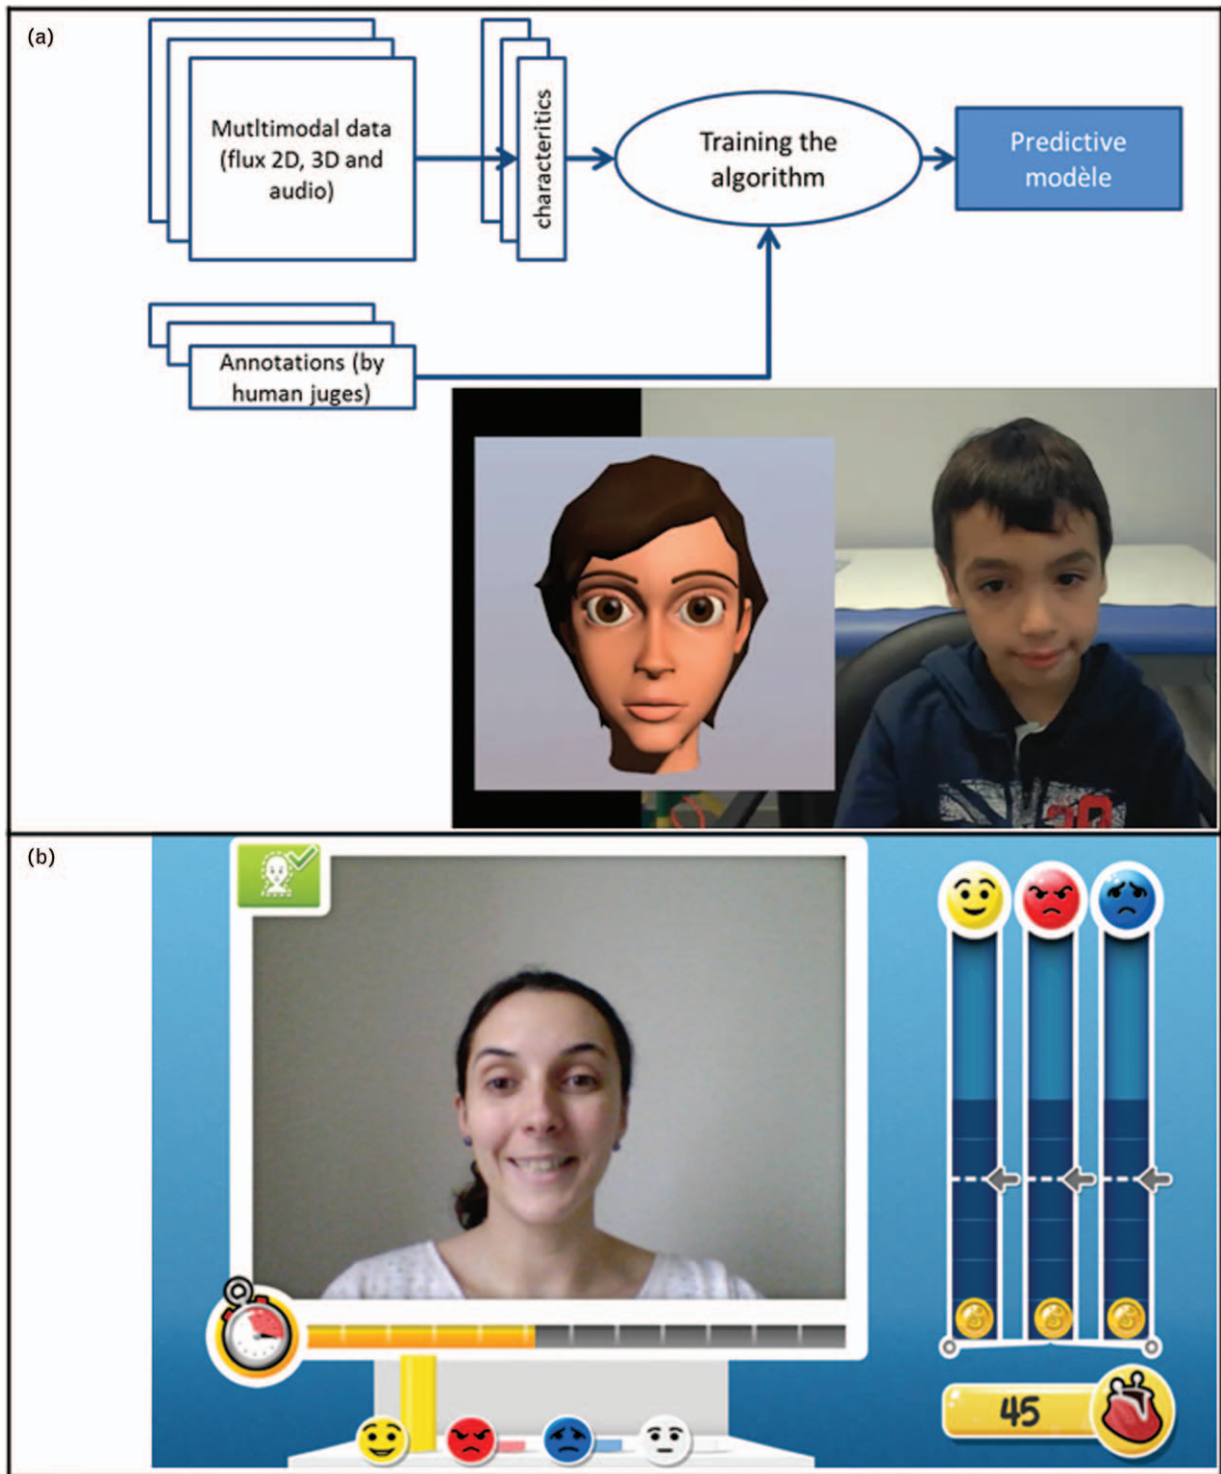 (a)
Mutltimodal data
(flux 2D, 3D and
audio)
characteritics
Training the
algorithm
Predictive
modèle
Annotations (by
human juges)
(b)
45